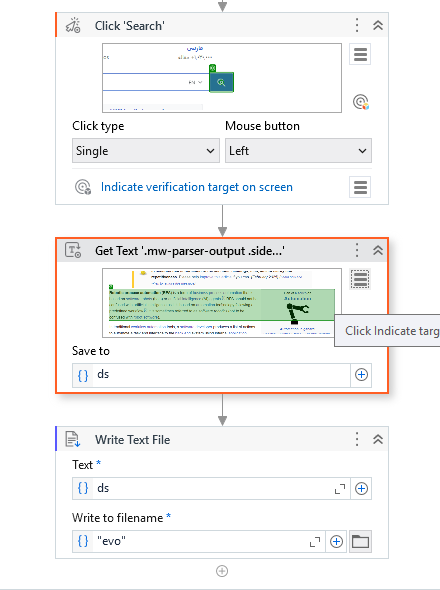 Click 'Search'
فارسی
EN
Click type
Mouse button
Single
Left
Indicate verification target on screen
Get Text '.mw-parser-output .side...'
Click Indicate targ
Save to
{ } ds
Write Text File
Text *
{ } ds
Write to filename *
{ } "evo"